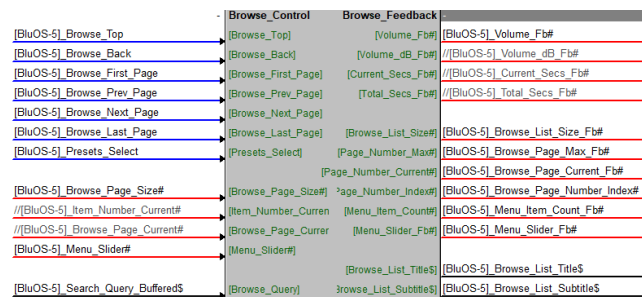 - Browse_Control Browse_Feedback -
[BluOS-5]_Browse_Top [Browse_Top] [Volume_Fb#] [BluOS-5]_Volume_Fb#
[BluOS-5]_Browse_Back [Browse_Back] [Volume_dB_Fb#] //[BluOS-5]_Volume_dB_Fb#
[BluOS-5]_Browse_First_Page [Browse_First_Page] [Current_Secs_Fb#] //[BluOS-5]_Current_Secs_Fb#
[BluOS-5]_Browse_Prev_Page [Browse_Prev_Page] [Total_Secs_Fb#] //[BluOS-5]_Total_Secs_Fb#
[BluOS-5]_Browse_Next_Page [Browse_Next_Page]
[BluOS-5]_Browse_Last_Page [Browse_Last_Page] [Browse_List_Size#] [BluOS-5]_Browse_List_Size_Fb#
[BluOS-5]_Presets_Select [Presets_Select] [Page_Number_Max#] [BluOS-5]_Browse_Page_Max_Fb#
[Page_Number_Current#] [BluOS-5]_Browse_Page_Current_Fb#
[BluOS-5]_Browse_Page_Size# [Browse_Page_Size#] Page_Number_Index#] [BluOS-5]_Browse_Page_Number_Index#
//[BluOS-5]_Item_Number_Current# [Item_Number_Curren [Menu_Item_Count#] [BluOS-5]_Menu_Item_Count_Fb#
//[BluOS-5]_Browse_Page_Current# [Browse_Page_Currer [Menu_Slider_Fb#] [BluOS-5]_Menu_Slider_Fb#
[BluOS-5]_Menu_Slider# [Menu_Slider#]
[Browse_List_Title$] [BluOS-5]_Browse_List_Title$
[BluOS-5]_Search_Query_Buffered$ [Browse_Query] Browse_List_Subtitle$] [BluOS-5]_Browse_List_Subtitle$